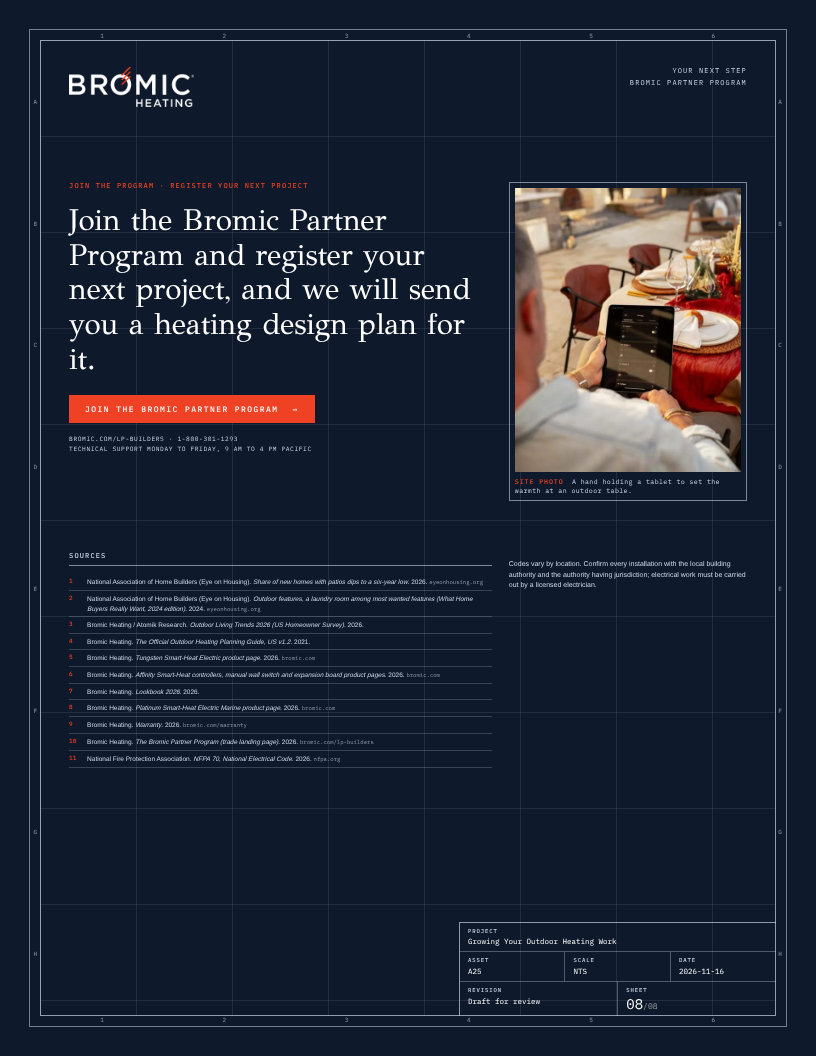 1 2 3 4 5 6
BROMIC
HEATING
YOUR NEXT STEP
BROMIC PARTNER PROGRAM
A A
JOIN THE PROGRAM · REGISTER YOUR NEXT PROJECT
Join the Bromic Partner
Program and register your
next project, and we will send
you a heating design plan for
it.
B B
C C
JOIN THE BROMIC PARTNER PROGRAM →
BROMIC.COM/LP-BUILDERS · 1-800-301-1293
TECHNICAL SUPPORT MONDAY TO FRIDAY, 9 AM TO 4 PM PACIFIC
D D
SITE PHOTO A hand holding a tablet to set the
warmth at an outdoor table.
SOURCES
1 National Association of Home Builders (Eye on Housing). Share of new homes with patios dips to a six-year low. 2026. eyeonhousing.org
2 National Association of Home Builders (Eye on Housing). Outdoor features, a laundry room among most wanted features (What Home
Buyers Really Want, 2024 edition). 2024. eyeonhousing.org
3 Bromic Heating / Atomik Research. Outdoor Living Trends 2026 (US Homeowner Survey). 2026.
4 Bromic Heating. The Official Outdoor Heating Planning Guide, US v1.2. 2021.
5 Bromic Heating. Tungsten Smart-Heat Electric product page. 2026. bromic.com
6 Bromic Heating. Affinity Smart-Heat controllers, manual wall switch and expansion board product pages. 2026. bromic.com
7 Bromic Heating. Lookbook 2026. 2026.
8 Bromic Heating. Platinum Smart-Heat Electric Marine product page. 2026. bromic.com
9 Bromic Heating. Warranty. 2026. bromic.com/warranty
10 Bromic Heating. The Bromic Partner Program (trade landing page). 2026. bromic.com/lp-builders
11 National Fire Protection Association. NFPA 70, National Electrical Code. 2026. nfpa.org
Codes vary by location. Confirm every installation with the local building
authority and the authority having jurisdiction; electrical work must be carried
out by a licensed electrician.
E E
F F
G G
H H
PROJECT
Growing Your Outdoor Heating Work
ASSET SCALE DATE
A25 NTS 2026-11-16
REVISION SHEET
Draft for review 08/08
1 2 3 4 5 6